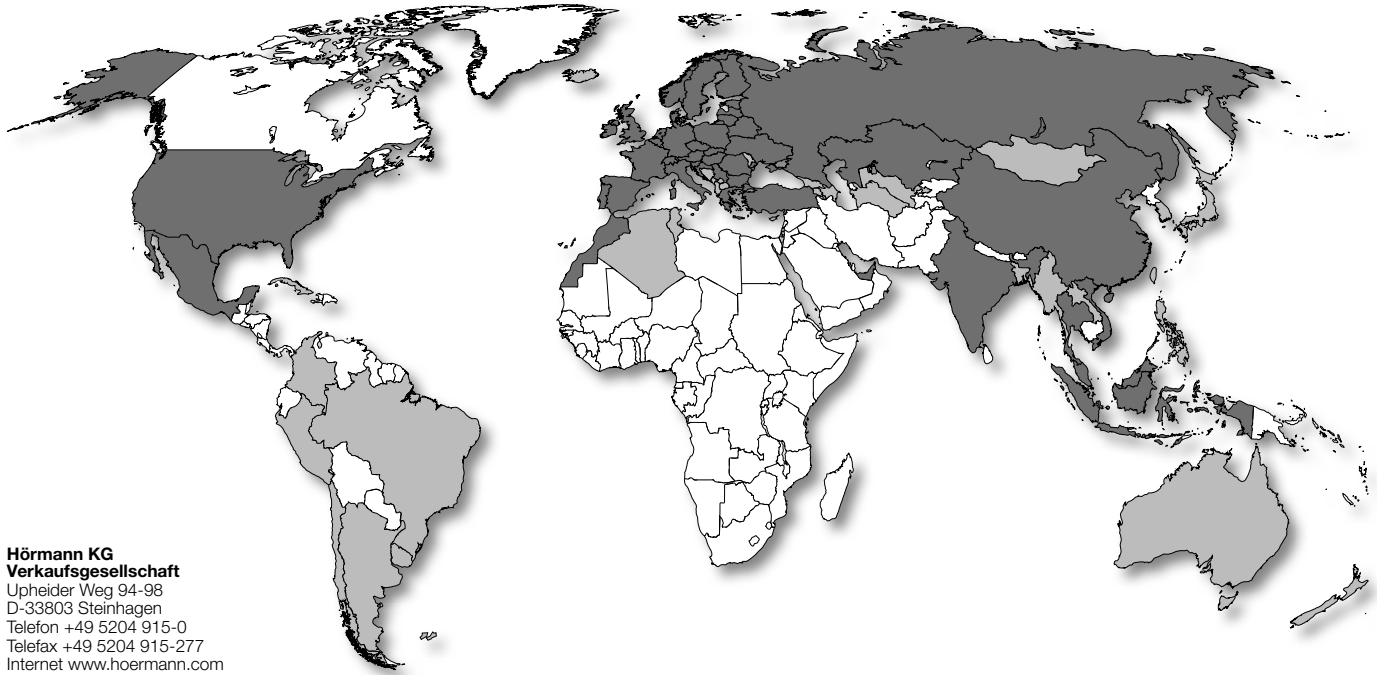 Hörmann KG
Verkaufsgesellschaft
Upheider Weg 94-98
D-33803 Steinhagen
Telefon +49 5204 915-0
Telefax +49 5204 915-277
Internet www.hoermann.com